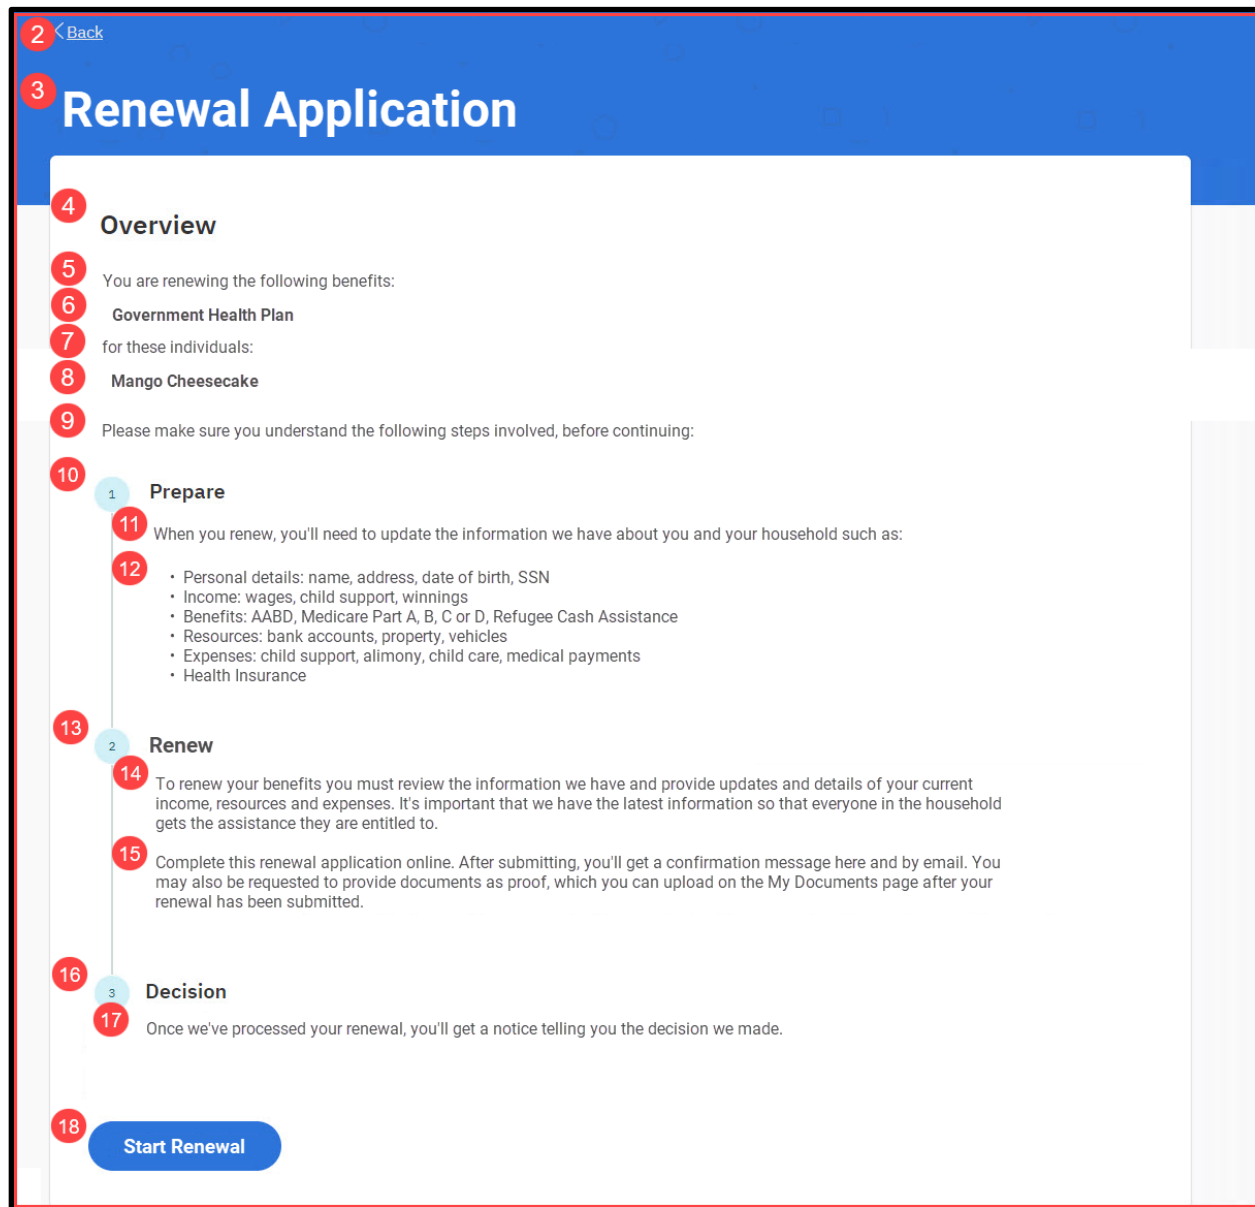 2 Back
3 Renewal Application
4 Overview
5 You are renewing the following benefits:
6 Government Health Plan
7 for these individuals:
8 Mango Cheesecake
9 Please make sure you understand the following steps involved, before continuing:
10 1 Prepare
11 When you renew, you'll need to update the information we have about you and your household such as:
12 • Personal details: name, address, date of birth, SSN
• Income: wages, child support, winnings
• Benefits: AABD, Medicare Part A, B, C or D, Refugee Cash Assistance
• Resources: bank accounts, property, vehicles
• Expenses: child support, alimony, child care, medical payments
• Health Insurance
13 2 Renew
14 To renew your benefits you must review the information we have and provide updates and details of your current
income, resources and expenses. It's important that we have the latest information so that everyone in the household
gets the assistance they are entitled to.
15 Complete this renewal application online. After submitting, you'll get a confirmation message here and by email. You
may also be requested to provide documents as proof, which you can upload on the My Documents page after your
renewal has been submitted.
16 3 Decision
17 Once we've processed your renewal, you'll get a notice telling you the decision we made.
18 Start Renewal